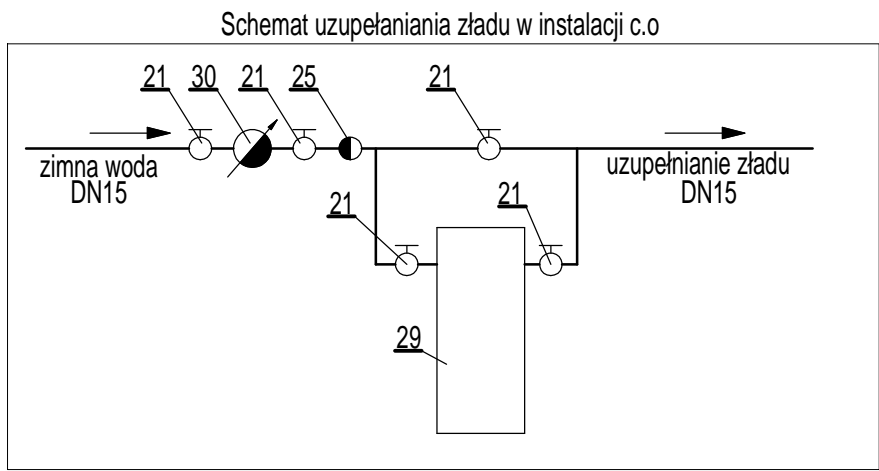 Schemat uzupełaniania zładu w instalacji c.o
21 30 21 25 21
zimna woda
DN15
uzupełnianie zładu
DN15
21 21
29